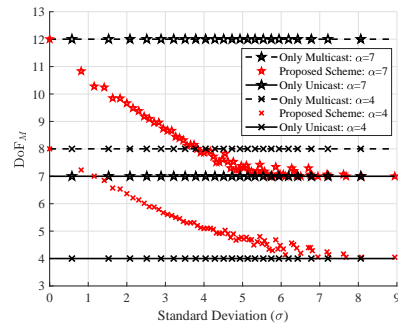 13
12
11
10
9
8
7
6
5
4
3
DoF_M
Only Multicast: α=7
Proposed Scheme: α=7
Only Unicast: α=7
Only Multicast: α=4
Proposed Scheme: α=4
Only Unicast: α=4
0 1 2 3 4 5 6 7 8 9
Standard Deviation (σ)